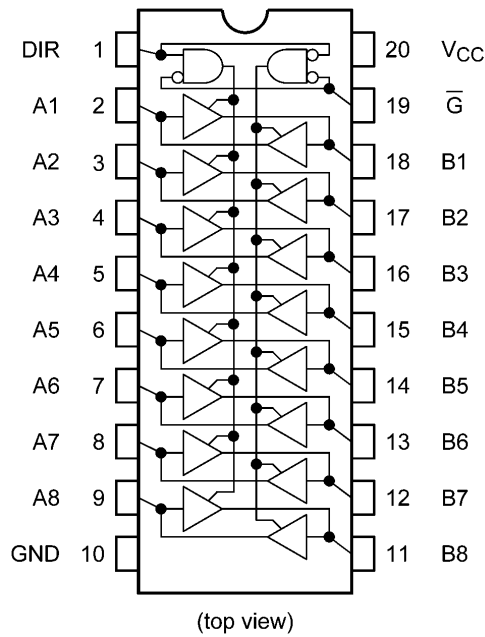 DIR 1 20 VCC
A1 2 19 G̅
A2 3 18 B1
A3 4 17 B2
A4 5 16 B3
A5 6 15 B4
A6 7 14 B5
A7 8 13 B6
A8 9 12 B7
GND 10 11 B8
(top view)